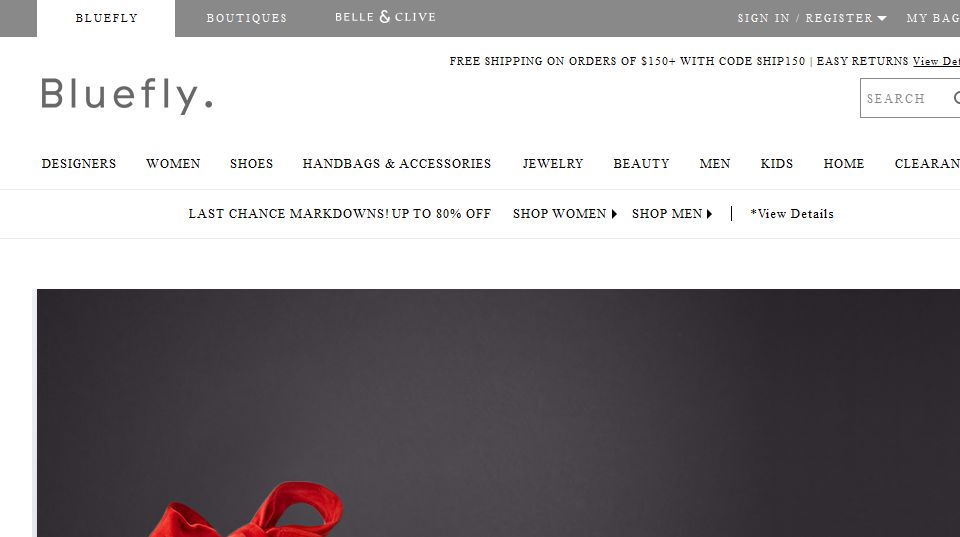 BLUEFLY BOUTIQUES BELLE & CLIVE SIGN IN / REGISTER MY BAG
FREE SHIPPING ON ORDERS OF $150+ WITH CODE SHIP150 | EASY RETURNS View
Bluefly.
SEARCH
DESIGNERS WOMEN SHOES HANDBAGS & ACCESSORIES JEWELRY BEAUTY MEN KIDS HOME
LAST CHANCE MARKDOWNS! UP TO 80% OFF SHOP WOMEN SHOP MEN | *View Details